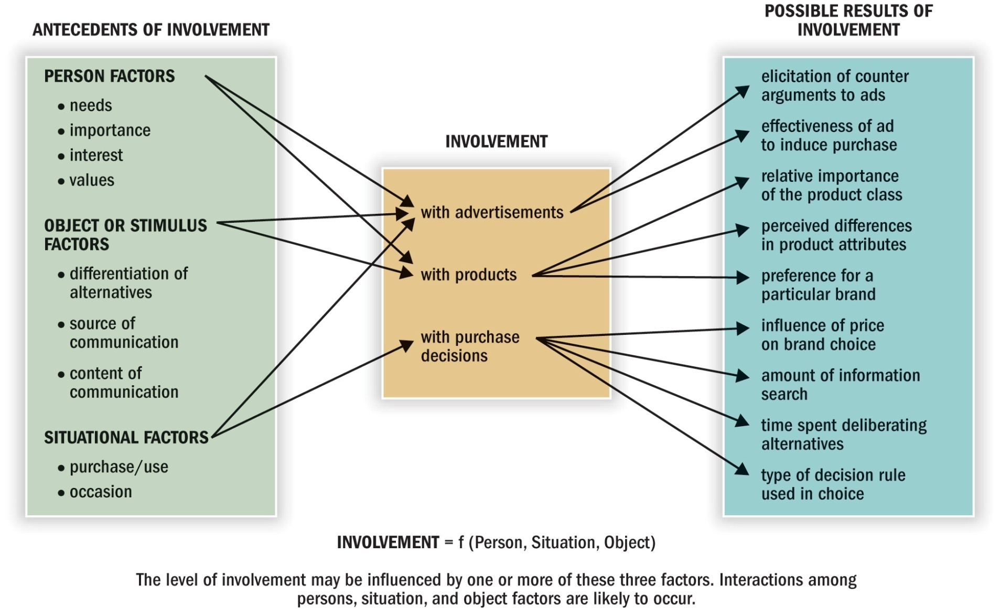 ANTECEDENTS OF INVOLVEMENT
PERSON FACTORS
• needs
• importance
• interest
• values
OBJECT OR STIMULUS
FACTORS
• differentiation of
alternatives
• source of
communication
• content of
communication
SITUATIONAL FACTORS
• purchase/use
• occasion
INVOLVEMENT
with advertisements
with products
with purchase
decisions
POSSIBLE RESULTS OF
INVOLVEMENT
elicitation of counter
arguments to ads
effectiveness of ad
to induce purchase
relative importance
of the product class
perceived differences
in product attributes
preference for a
particular brand
influence of price
on brand choice
amount of information
search
time spent deliberating
alternatives
type of decision rule
used in choice
INVOLVEMENT = f (Person, Situation, Object)
The level of involvement may be influenced by one or more of these three factors. Interactions among
persons, situation, and object factors are likely to occur.